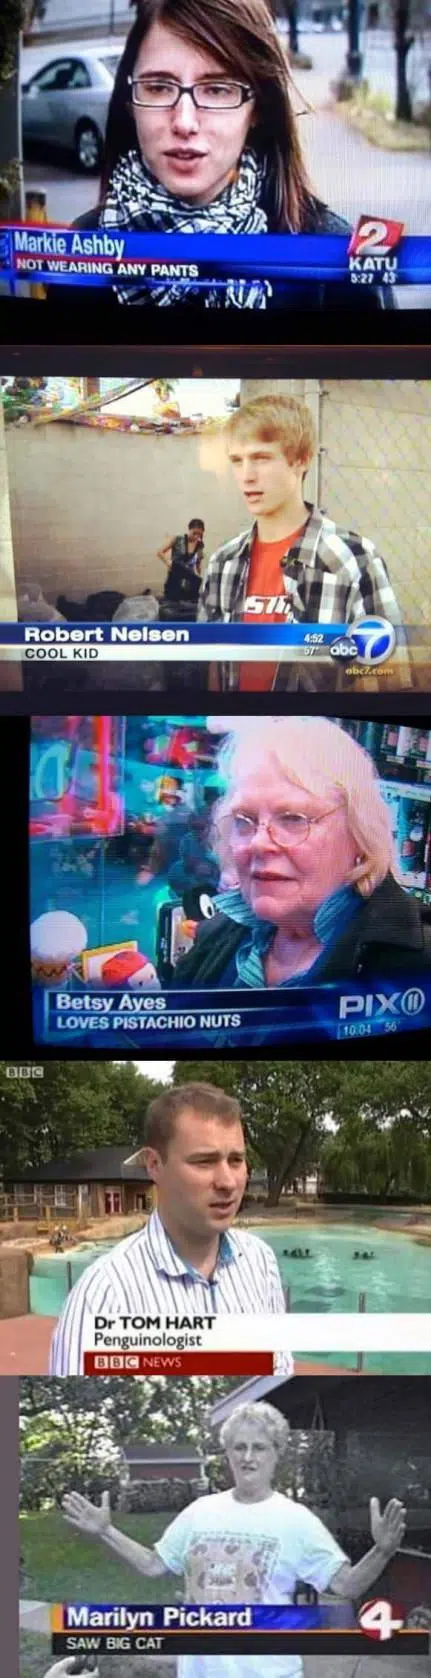 Markie Ashby
NOT WEARING ANY PANTS
2
KATU
5:27 43
Robert Nelsen
COOL KID
4:52
57°
abc 7
abc7.com
Betsy Ayes
LOVES PISTACHIO NUTS
PIX 11
10:04 56°
BBC
Dr TOM HART
Penguinologist
BBC NEWS
Marilyn Pickard
SAW BIG CAT
4